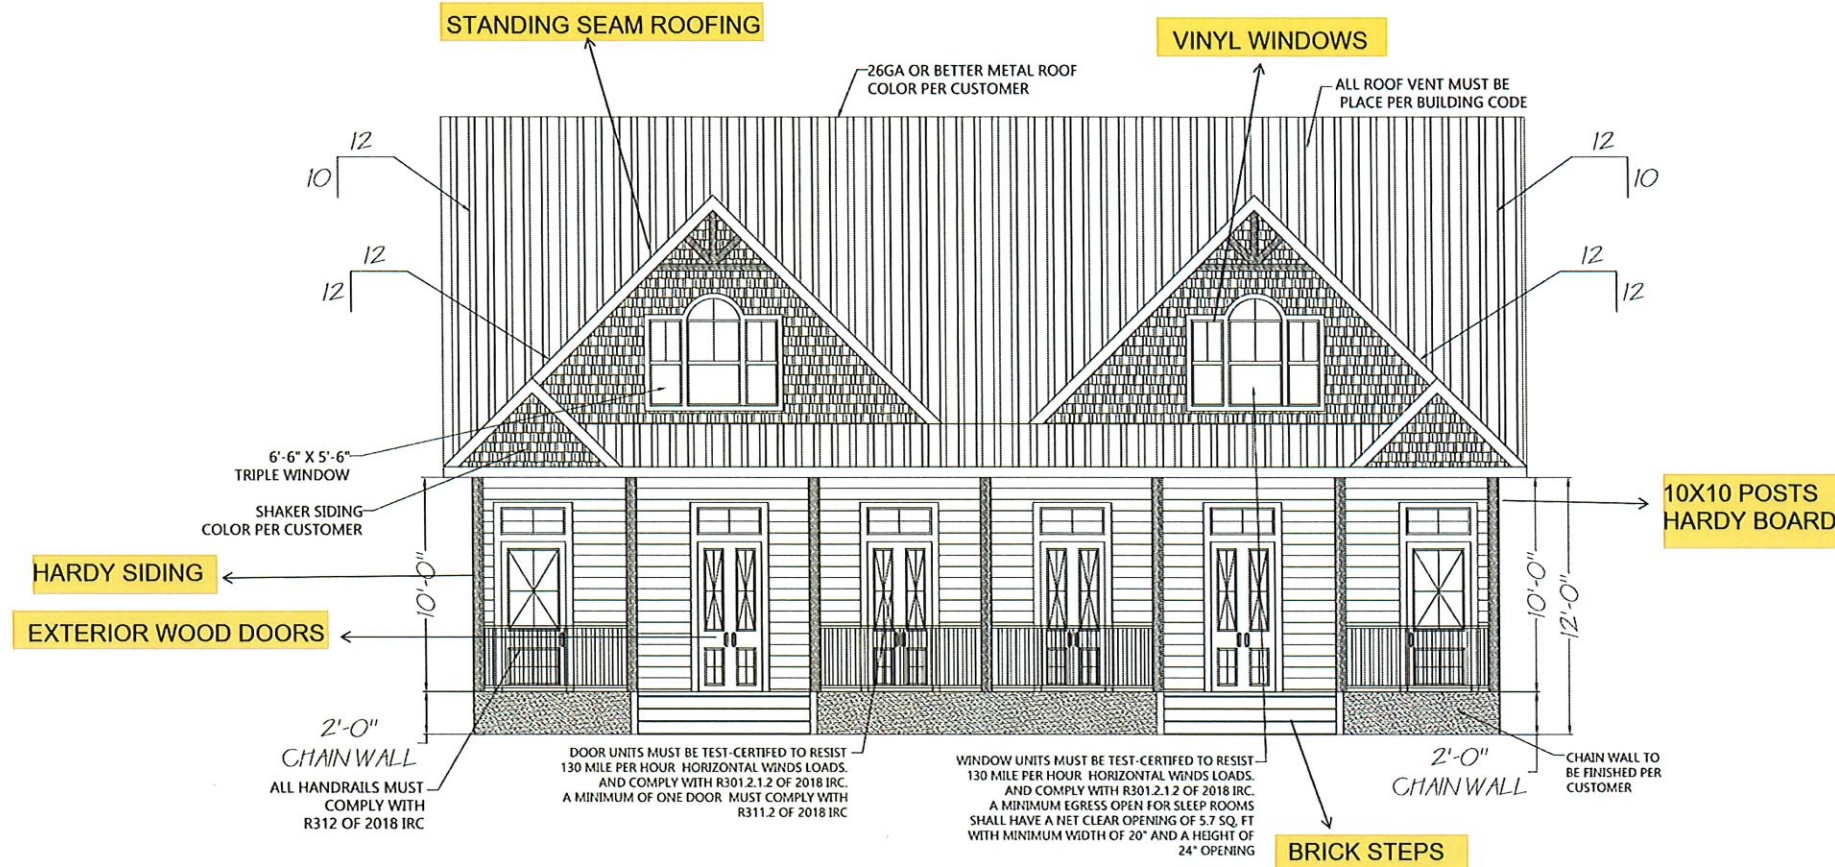 STANDING SEAM ROOFING
VINYL WINDOWS
26GA OR BETTER METAL ROOF
COLOR PER CUSTOMER
ALL ROOF VENT MUST BE
PLACE PER BUILDING CODE
12
10
12
10
12
12
12
12
6'-6" X 5'-6"
TRIPLE WINDOW
SHAKER SIDING
COLOR PER CUSTOMER
10X10 POSTS
HARDY BOARD
HARDY SIDING
EXTERIOR WOOD DOORS
10'-0"
10'-0"
12'-0"
2'-0"
CHAIN WALL
ALL HANDRAILS MUST
COMPLY WITH
R312 OF 2018 IRC
DOOR UNITS MUST BE TEST-CERTIFED TO RESIST
130 MILE PER HOUR HORIZONTAL WINDS LOADS.
AND COMPLY WITH R301.2.1.2 OF 2018 IRC.
A MINIMUM OF ONE DOOR MUST COMPLY WITH
R311.2 OF 2018 IRC
WINDOW UNITS MUST BE TEST-CERTIFED TO RESIST
130 MILE PER HOUR HORIZONTAL WINDS LOADS.
AND COMPLY WITH R301.2.1.2 OF 2018 IRC.
A MINIMUM EGRESS OPEN FOR SLEEP ROOMS
SHALL HAVE A NET CLEAR OPENING OF 5.7 SQ, FT
WITH MINIMUM WIDTH OF 20" AND A HEIGHT OF
24" OPENING
2'-0"
CHAIN WALL
CHAIN WALL TO
BE FINISHED PER
CUSTOMER
BRICK STEPS